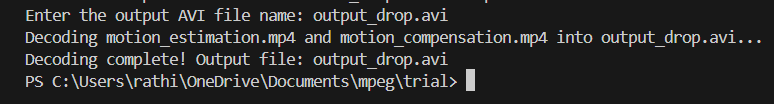 Enter the output AVI file name: output_drop.avi
Decoding motion_estimation.mp4 and motion_compensation.mp4 into output_drop.avi...
Decoding complete! Output file: output_drop.avi
PS C:\Users\rathi\OneDrive\Documents\mpeg\trial>